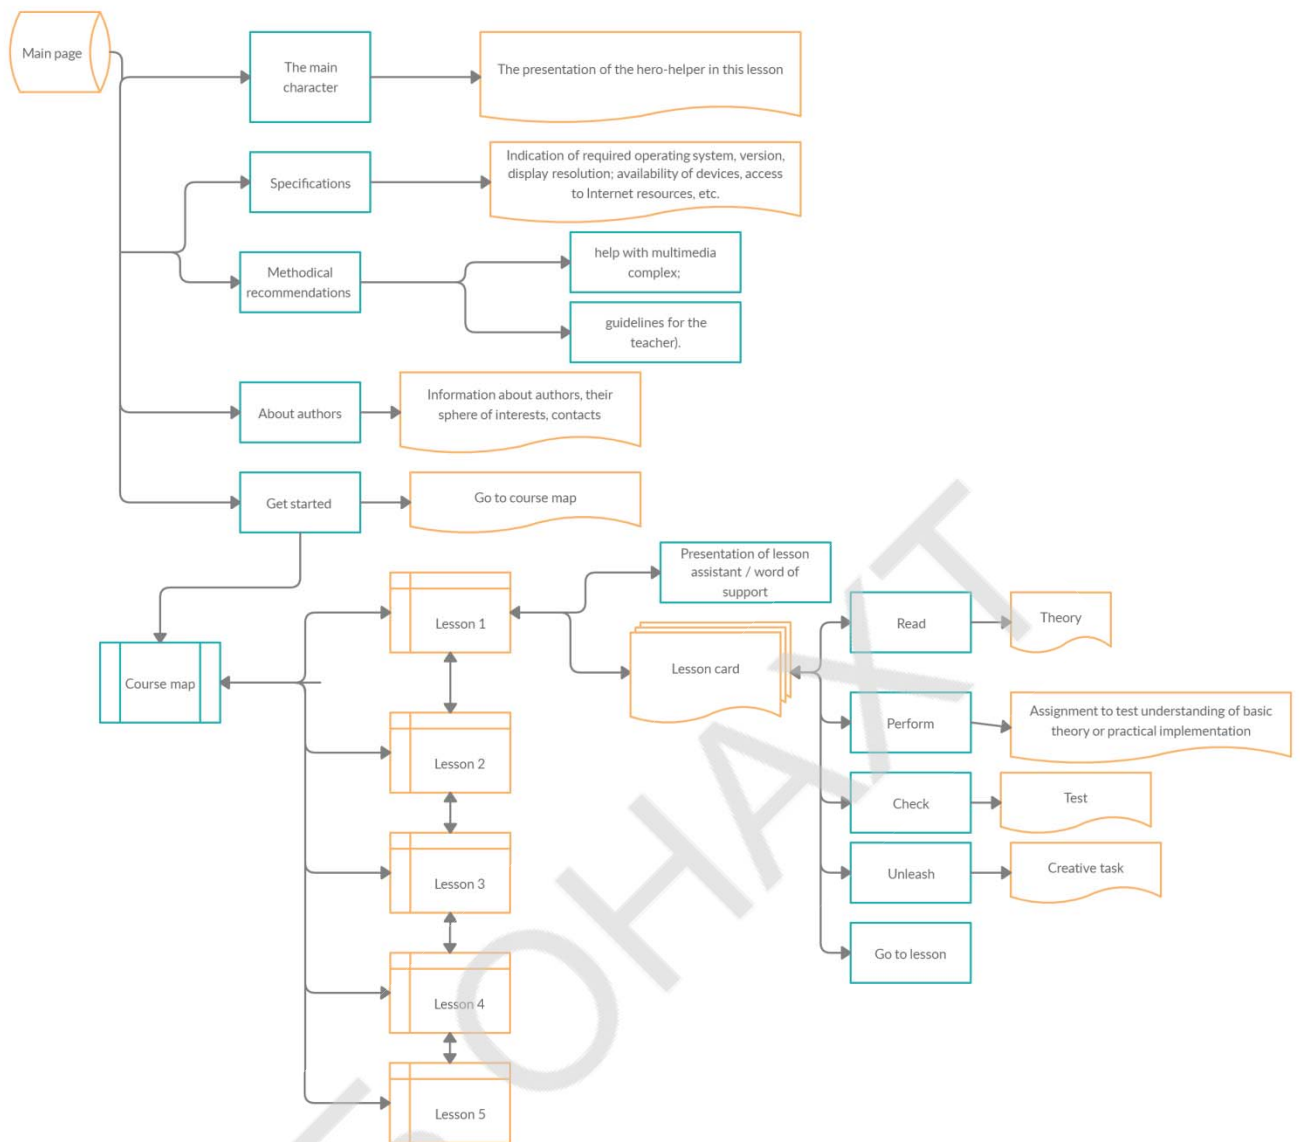 Main page
The main
character
The presentation of the hero-helper in this lesson
Specifications
Indication of required operating system, version,
display resolution; availability of devices, access
to Internet resources, etc.
Methodical
recommendations
help with multimedia
complex;
guidelines for the
teacher).
About authors
Information about authors, their
sphere of interests, contacts
Get started
Go to course map
Course map
Lesson 1
Presentation of lesson
assistant / word of
support
Lesson card
Read
Theory
Perform
Assignment to test understanding of basic
theory or practical implementation
Check
Test
Unleash
Creative task
Go to lesson
Lesson 2
Lesson 3
Lesson 4
Lesson 5
ОНАХТ